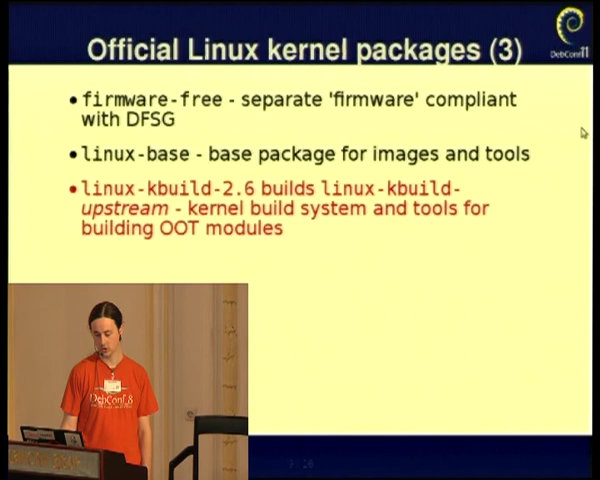 Official Linux kernel packages (3)
DebConf11
• firmware-free - separate 'firmware' compliant
with DFSG
• linux-base - base package for images and tools
• linux-kbuild-2.6 builds linux-kbuild-
upstream - kernel build system and tools for
building OOT modules
DebConf 8